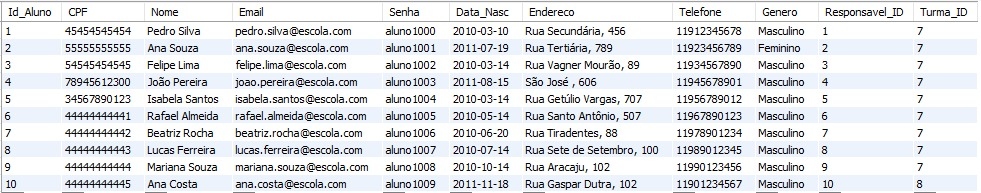 Id_Aluno CPF Nome Email Senha Data_Nasc Endereco Telefone Genero Responsavel_ID Turma_ID
1 45454545454 Pedro Silva pedro.silva@escola.com aluno1000 2010-03-10 Rua Secundária, 456 11912345678 Masculino 1 7
2 55555555555 Ana Souza ana.souza@escola.com aluno1001 2011-07-19 Rua Tertiária, 789 11923456789 Feminino 2 7
3 54545454545 Felipe Lima felipe.lima@escola.com aluno1002 2010-03-14 Rua Vagner Mourão, 89 11934567890 Masculino 3 7
4 78945612300 João Pereira joao.pereira@escola.com aluno1003 2011-08-15 São José , 606 11945678901 Masculino 4 7
5 34567890123 Isabela Santos isabela.santos@escola.com aluno1004 2010-03-14 Rua Getúlio Vargas, 707 11956789012 Masculino 5 7
6 44444444441 Rafael Almeida rafael.almeida@escola.com aluno1005 2010-05-14 Rua Santo Antônio, 507 11967890123 Masculino 6 7
7 44444444442 Beatriz Rocha beatriz.rocha@escola.com aluno1006 2010-06-20 Rua Tiradentes, 88 11978901234 Masculino 7 7
8 44444444443 Lucas Ferreira lucas.ferreira@escola.com aluno1007 2010-07-14 Rua Sete de Setembro, 100 11989012345 Masculino 8 7
9 44444444444 Mariana Souza mariana.souza@escola.com aluno1008 2010-10-14 Rua Aracaju, 102 11990123456 Masculino 9 7
10 44444444445 Ana Costa ana.costa@escola.com aluno1009 2011-11-18 Rua Gaspar Dutra, 102 11901234567 Masculino 10 8